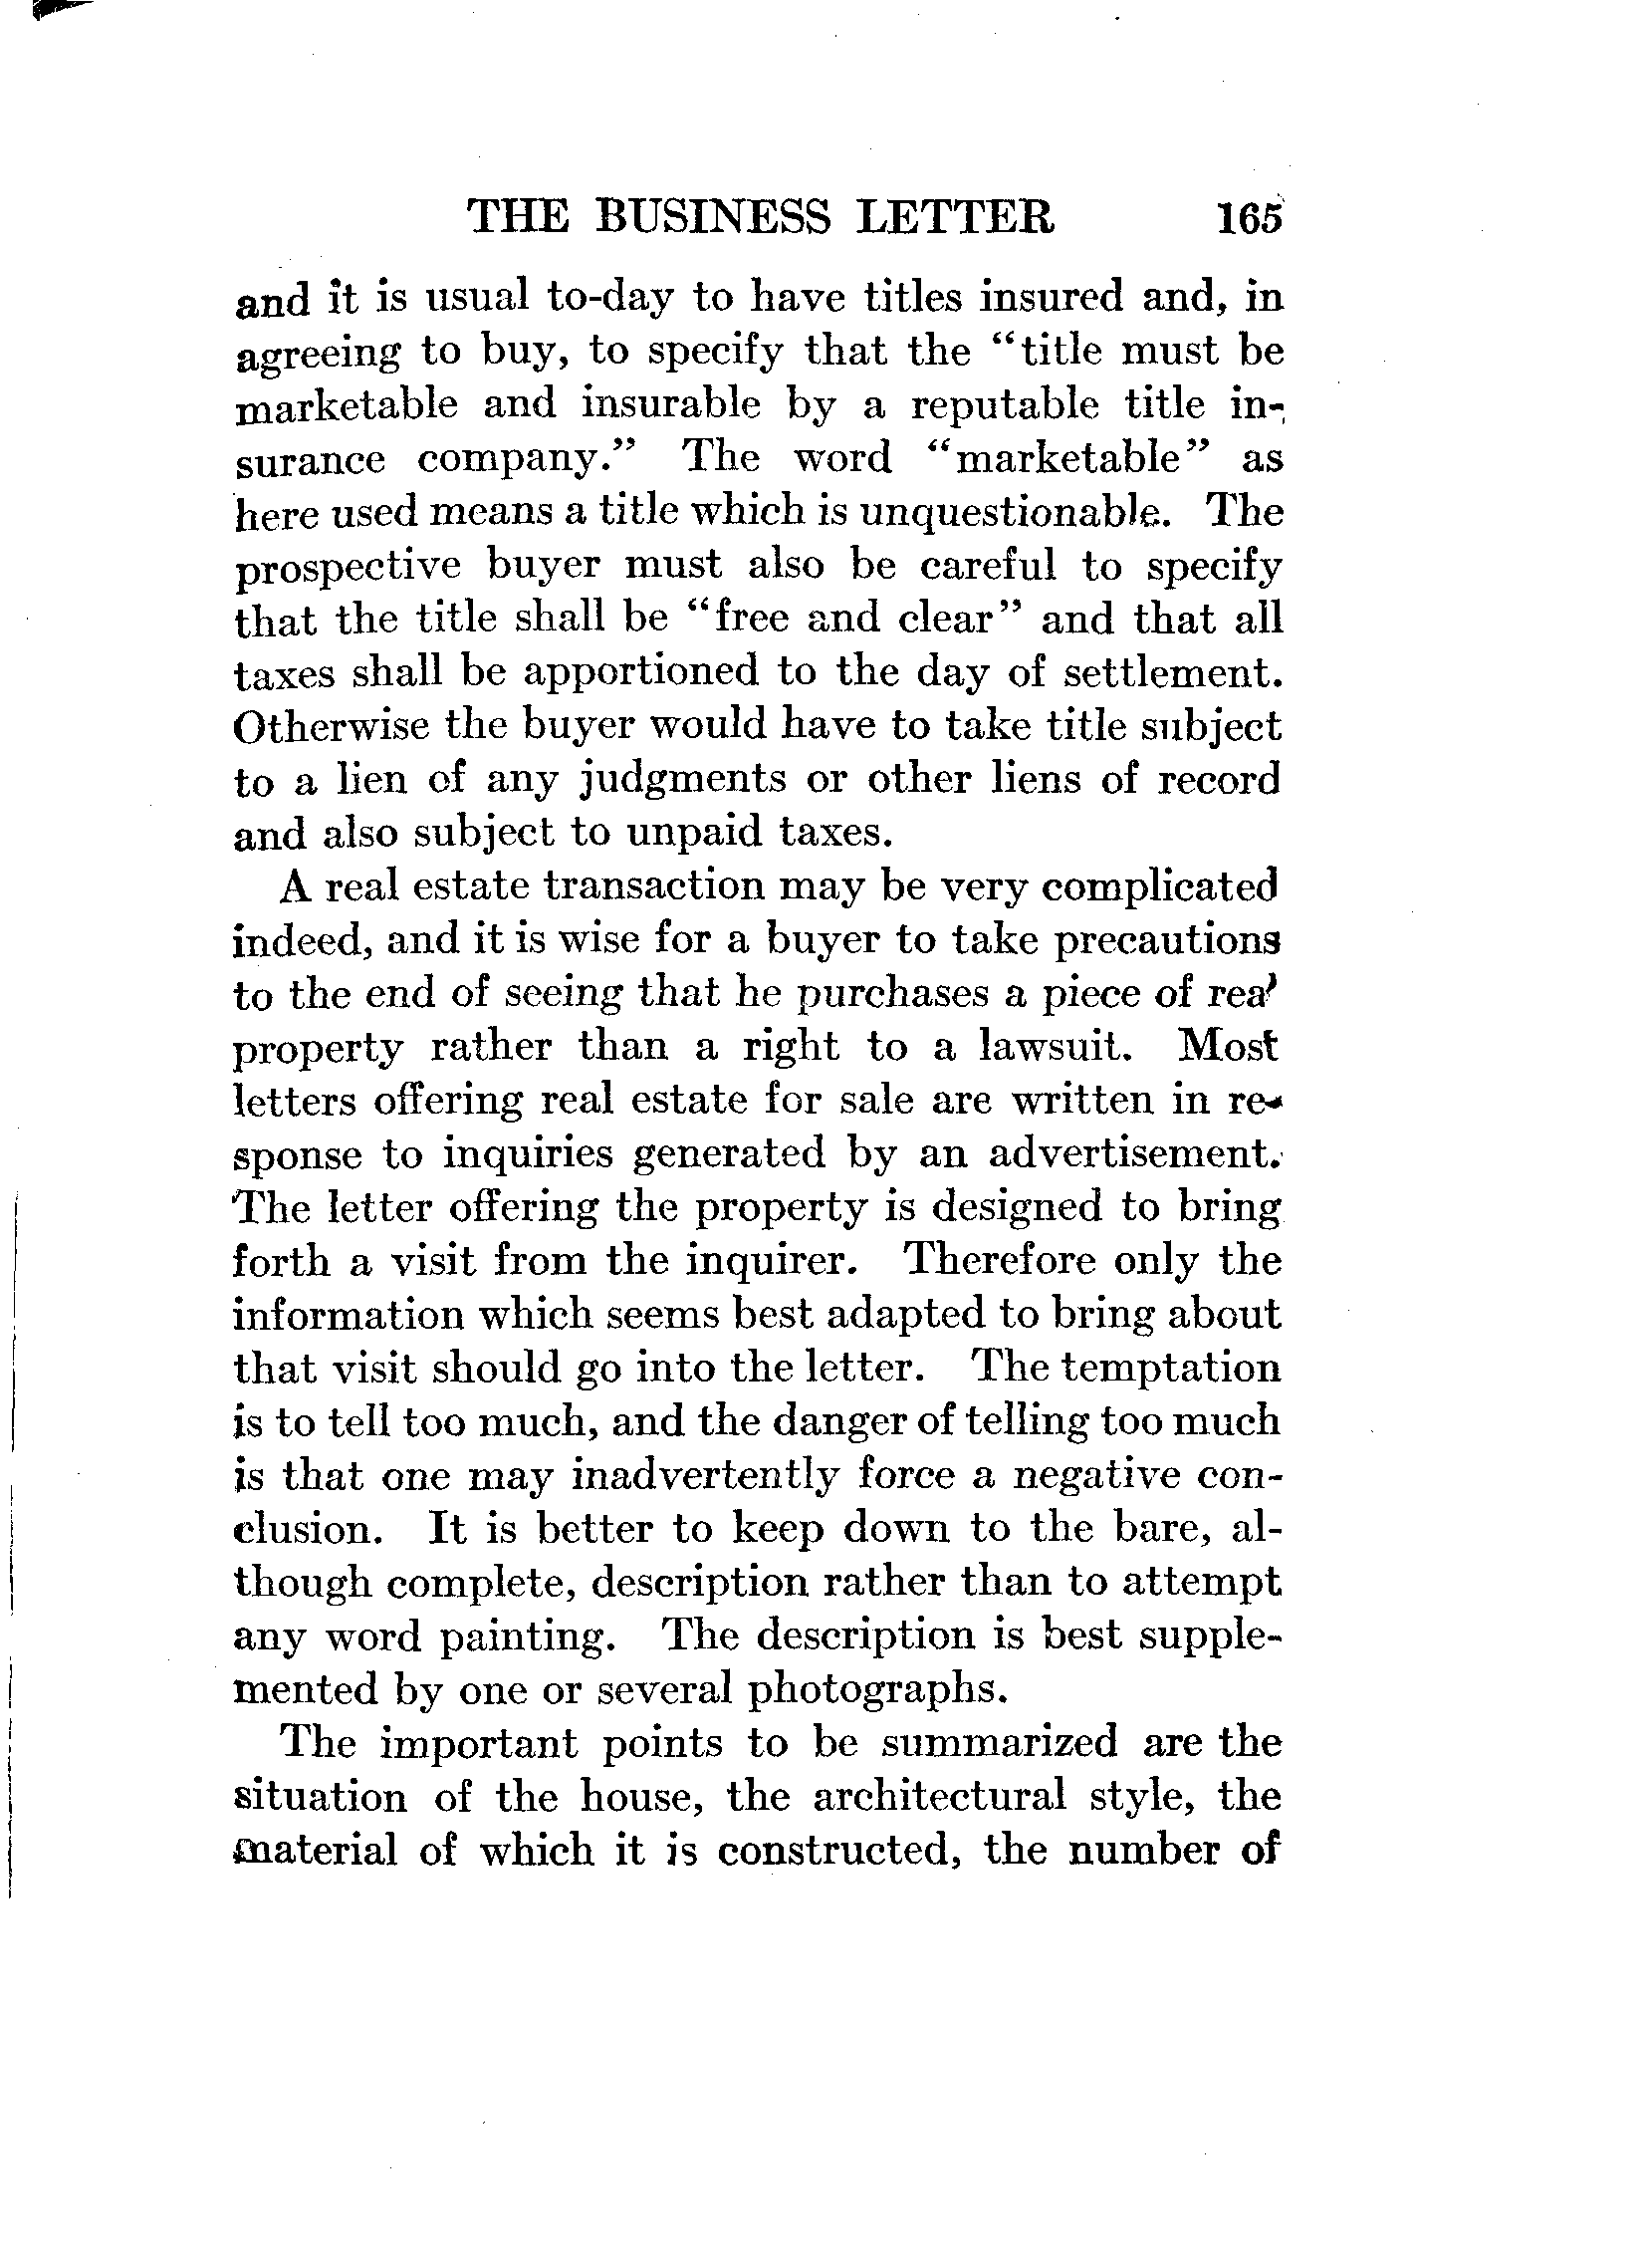 THE BUSINESS LETTER 165
and it is usual to-day to have titles insured and, in
agreeing to buy, to specify that the “title must be
marketable and insurable by a reputable title in-
surance company.” The word “marketable” as
here used means a title which is unquestionable. The
prospective buyer must also be careful to specify
that the title shall be “free and clear” and that all
taxes shall be apportioned to the day of settlement.
Otherwise the buyer would have to take title subject
to a lien of any judgments or other liens of record
and also subject to unpaid taxes.
A real estate transaction may be very complicated
indeed, and it is wise for a buyer to take precautions
to the end of seeing that he purchases a piece of real
property rather than a right to a lawsuit. Most
letters offering real estate for sale are written in re-
sponse to inquiries generated by an advertisement.
The letter offering the property is designed to bring
forth a visit from the inquirer. Therefore only the
information which seems best adapted to bring about
that visit should go into the letter. The temptation
is to tell too much, and the danger of telling too much
is that one may inadvertently force a negative con-
clusion. It is better to keep down to the bare, al-
though complete, description rather than to attempt
any word painting. The description is best supple-
mented by one or several photographs.
The important points to be summarized are the
situation of the house, the architectural style, the
material of which it is constructed, the number of